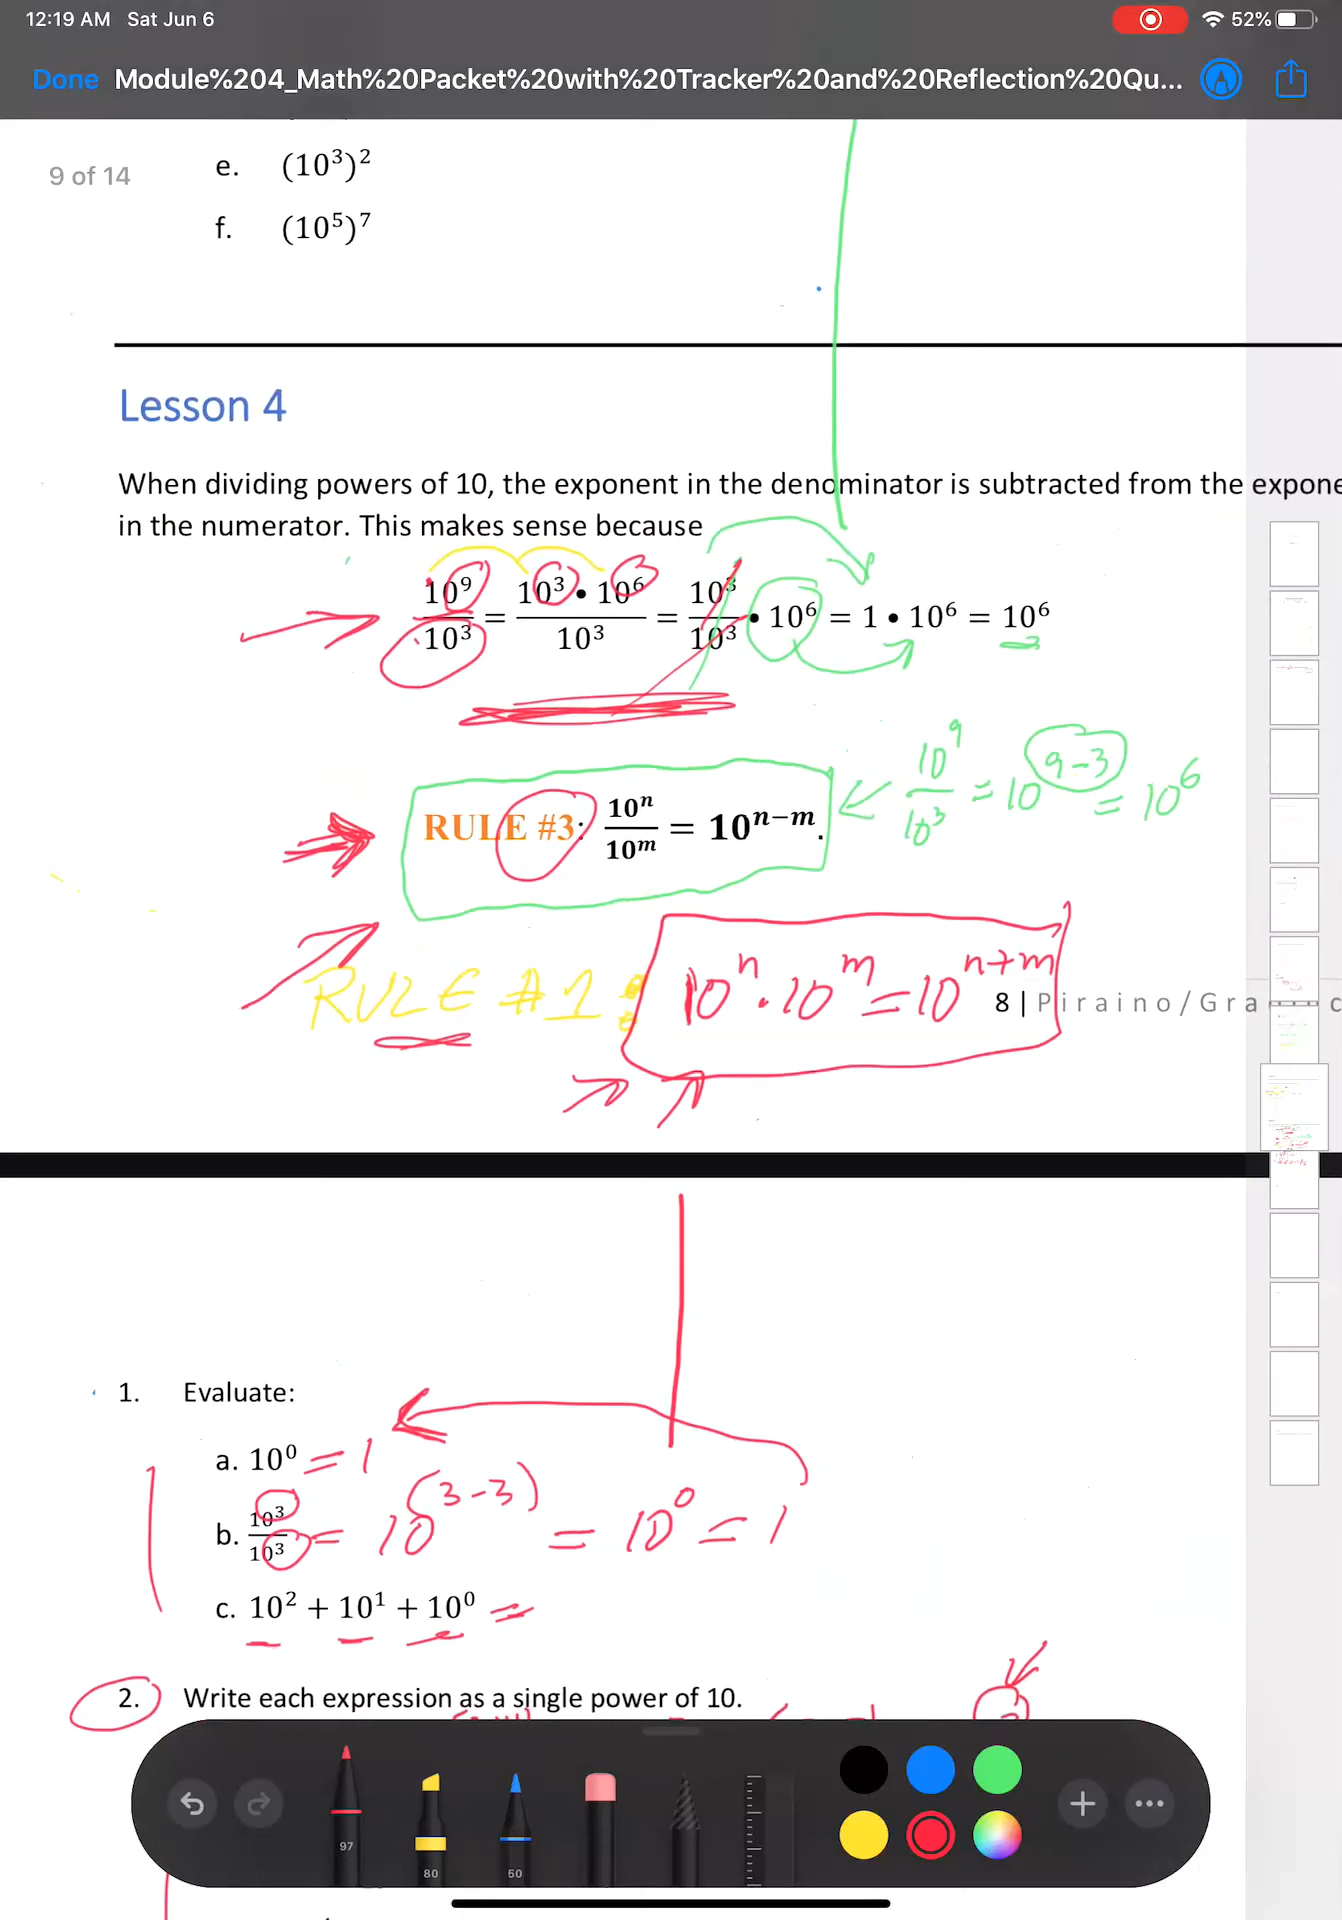 12:19 AM Sat Jun 6 52%
Done Module%204_Math%20Packet%20with%20Tracker%20and%20Reflection%20Qu...
9 of 14
e. (10³)²
f. (10⁵)⁷
Lesson 4
When dividing powers of 10, the exponent in the denominator is subtracted from the expone
in the numerator. This makes sense because
10⁹/10³ = 10³ • 10⁶/10³ = 10³/10³ • 10⁶ = 1 • 10⁶ = 10⁶
10⁹/10³ = 10⁹⁻³ = 10⁶
RULE #3: 10ⁿ/10ᵐ = 10ⁿ⁻ᵐ.
RULE #1: 10ⁿ · 10ᵐ = 10ⁿ⁺ᵐ
8 | Piraino/Gra
1. Evaluate:
a. 10⁰ = 1
b. 10³/10³ = 10⁽³⁻³⁾ = 10⁰ = 1
c. 10² + 10¹ + 10⁰ =
2. Write each expression as a single power of 10.
97 80 50